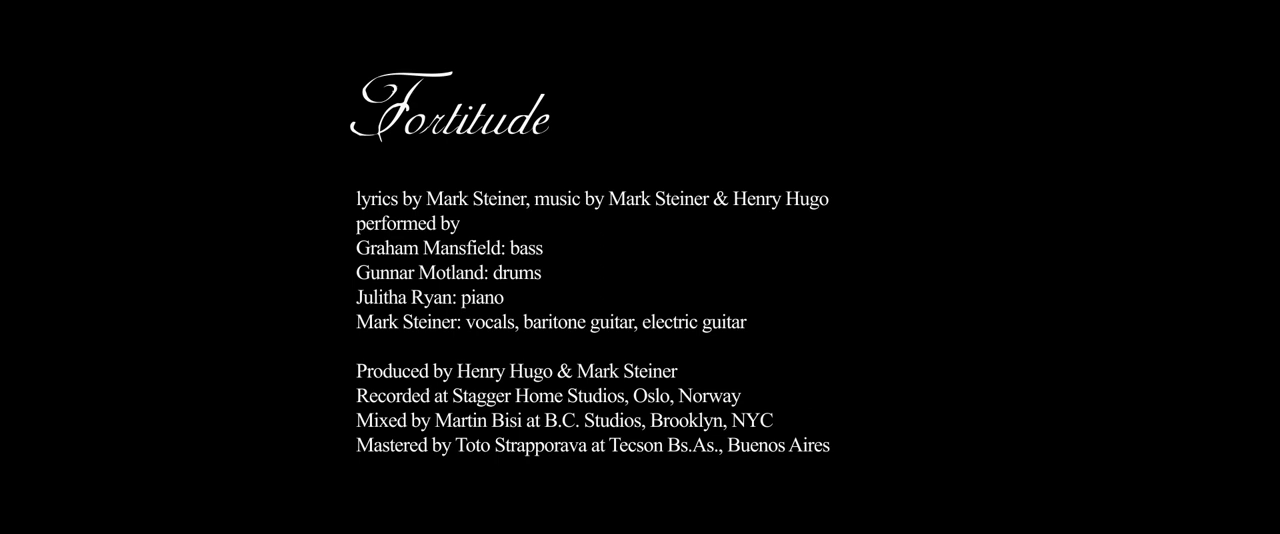 Fortitude
lyrics by Mark Steiner, music by Mark Steiner & Henry Hugo
performed by
Graham Mansfield: bass
Gunnar Motland: drums
Julitha Ryan: piano
Mark Steiner: vocals, baritone guitar, electric guitar
Produced by Henry Hugo & Mark Steiner
Recorded at Stagger Home Studios, Oslo, Norway
Mixed by Martin Bisi at B.C. Studios, Brooklyn, NYC
Mastered by Toto Strapporava at Tecson Bs.As., Buenos Aires